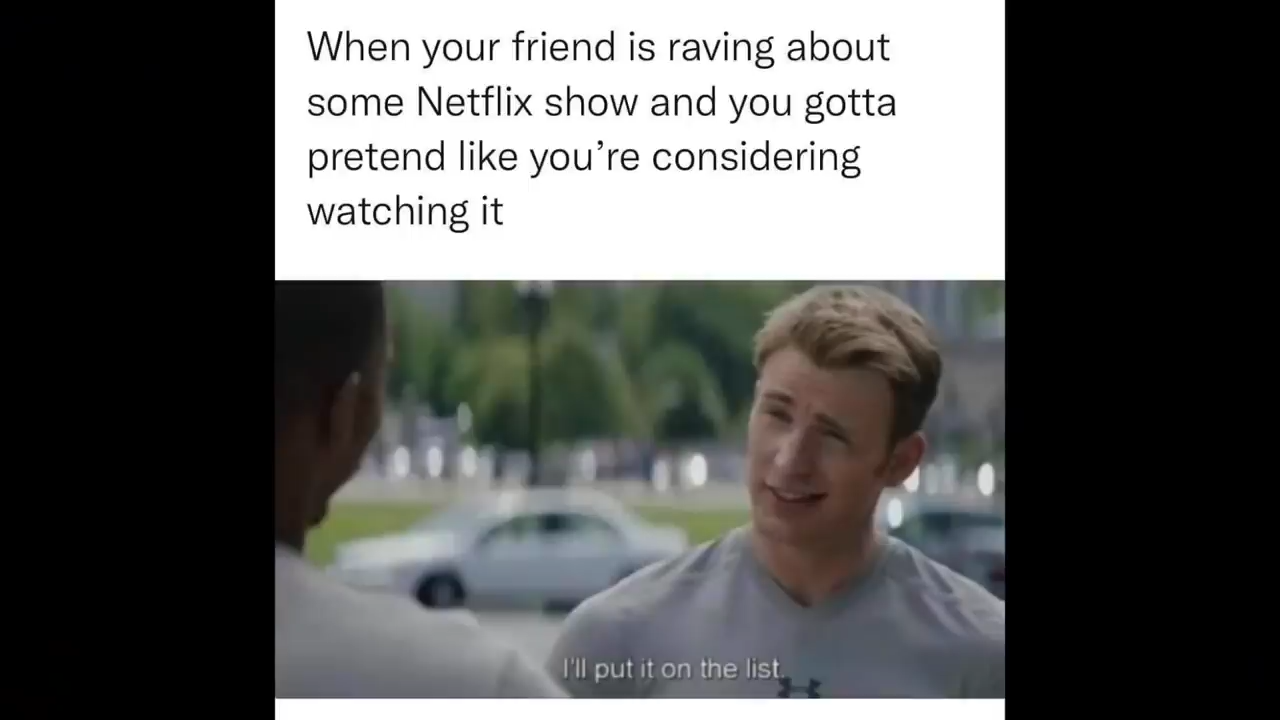 When your friend is raving about
some Netflix show and you gotta
pretend like you’re considering
watching it
I'll put it on the list.